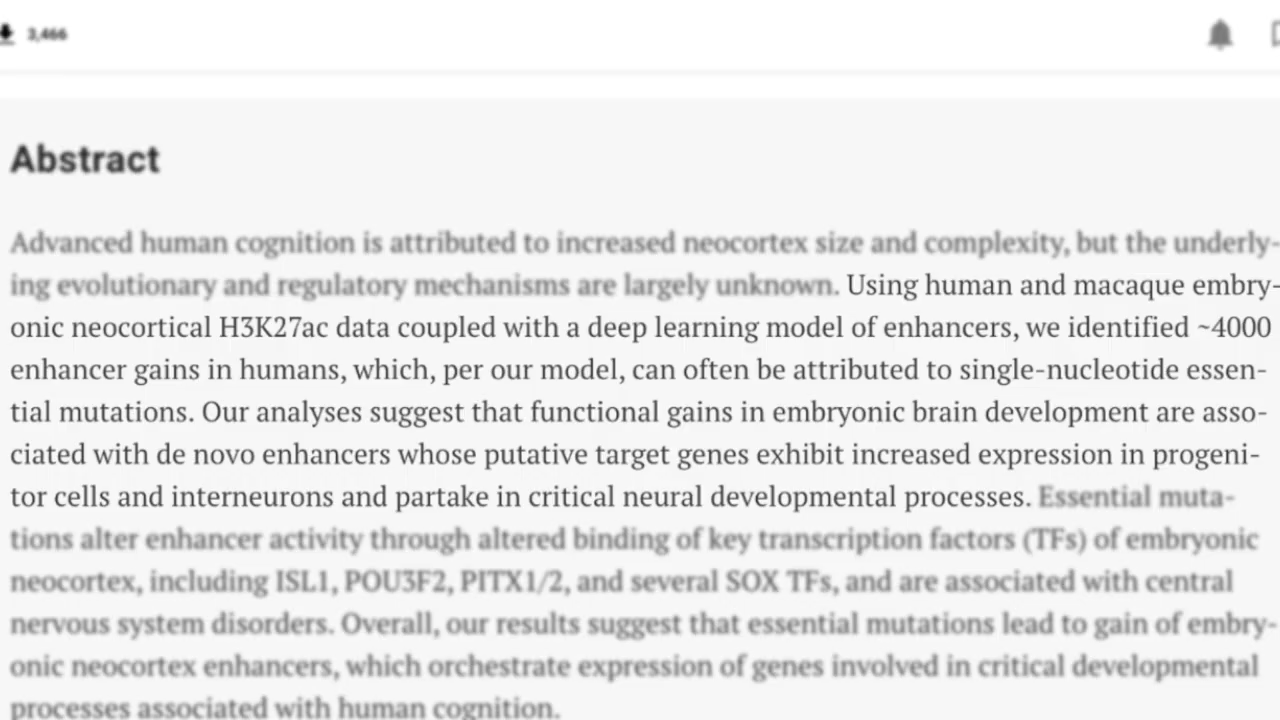 3,466
Abstract
Advanced human cognition is attributed to increased neocortex size and complexity, but the underly-
ing evolutionary and regulatory mechanisms are largely unknown. Using human and macaque embry-
onic neocortical H3K27ac data coupled with a deep learning model of enhancers, we identified ~4000
enhancer gains in humans, which, per our model, can often be attributed to single-nucleotide essen-
tial mutations. Our analyses suggest that functional gains in embryonic brain development are asso-
ciated with de novo enhancers whose putative target genes exhibit increased expression in progeni-
tor cells and interneurons and partake in critical neural developmental processes. Essential muta-
tions alter enhancer activity through altered binding of key transcription factors (TFs) of embryonic
neocortex, including ISL1, POU3F2, PITX1/2, and several SOX TFs, and are associated with central
nervous system disorders. Overall, our results suggest that essential mutations lead to gain of embry-
onic neocortex enhancers, which orchestrate expression of genes involved in critical developmental
processes associated with human cognition.